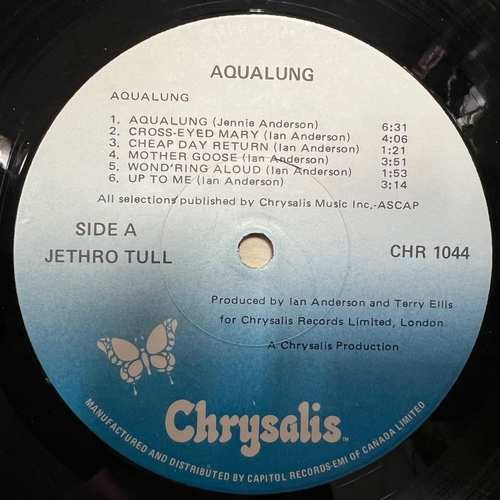 AQUALUNG
AQUALUNG
1. AQUALUNG (Jennie Anderson) 6:31
2. CROSS-EYED MARY (Ian Anderson) 4:06
3. CHEAP DAY RETURN (Ian Anderson) 1:21
4. MOTHER GOOSE (Ian Anderson) 3:51
5. WOND'RING ALOUD (Ian Anderson) 1:53
6. UP TO ME (Ian Anderson) 3:14
All selections published by Chrysalis Music Inc,-ASCAP
SIDE A
JETHRO TULL
CHR 1044
Produced by Ian Anderson and Terry Ellis
for Chrysalis Records Limited, London
A Chrysalis Production
Chrysalis™
MANUFACTURED AND DISTRIBUTED BY CAPITOL RECORDS-EMI OF CANADA LIMITED